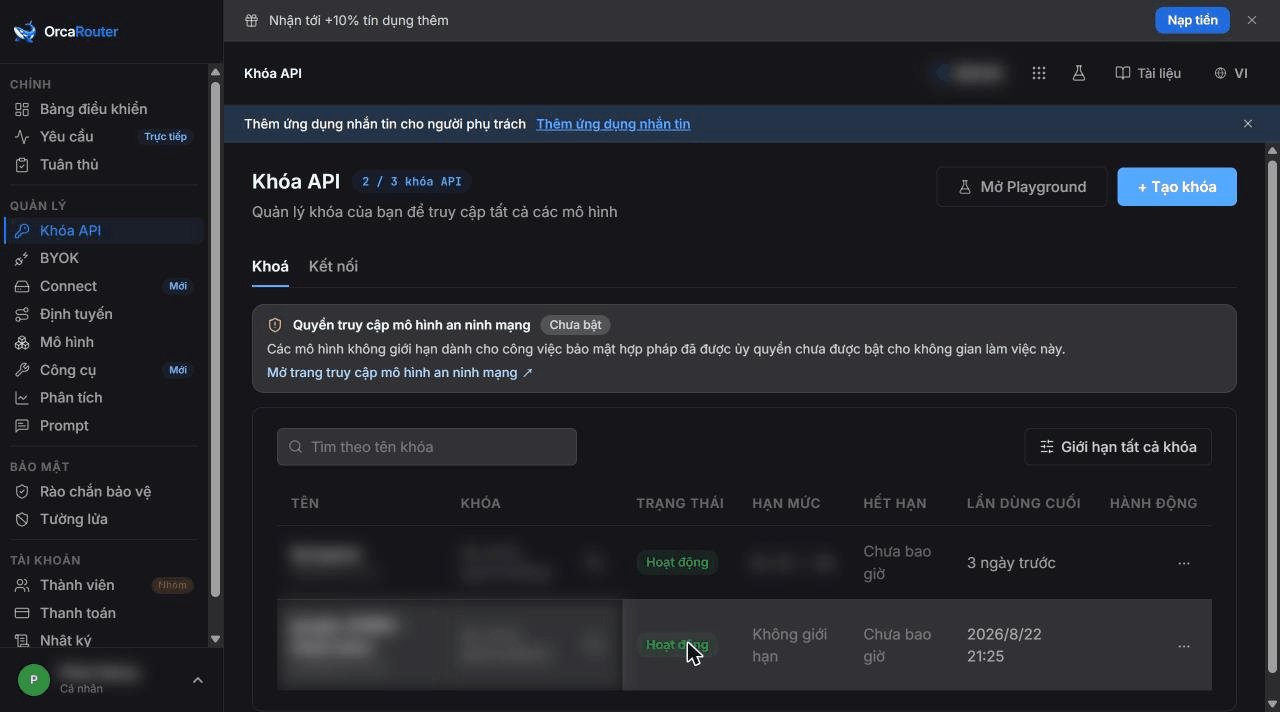 OrcaRouter
Nhận tới +10% tín dụng thêm
Nạp tiền
Khóa API
Tài liệu
VI
Thêm ứng dụng nhắn tin cho người phụ trách Thêm ứng dụng nhắn tin
CHÍNH
Bảng điều khiển
Yêu cầu Trực tiếp
Tuân thủ
QUẢN LÝ
Khóa API
BYOK
Connect Mới
Định tuyến
Mô hình
Công cụ Mới
Phân tích
Prompt
BẢO MẬT
Rào chắn bảo vệ
Tường lửa
TÀI KHOẢN
Thành viên Nhóm
Thanh toán
Nhật ký
P
Cá nhân
Khóa API 2 / 3 khóa API
Quản lý khóa của bạn để truy cập tất cả các mô hình
Mở Playground
+ Tạo khóa
Khoá Kết nối
Quyền truy cập mô hình an ninh mạng Chưa bật
Các mô hình không giới hạn dành cho công việc bảo mật hợp pháp đã được ủy quyền chưa được bật cho không gian làm việc này.
Mở trang truy cập mô hình an ninh mạng ↗
Tìm theo tên khóa
Giới hạn tất cả khóa
TÊN KHÓA TRẠNG THÁI HẠN MỨC HẾT HẠN LẦN DÙNG CUỐI HÀNH ĐỘNG
Hoạt động
Chưa bao
giờ
3 ngày trước
...
Hoạt động
Không giới
hạn
Chưa bao
giờ
2026/8/22
21:25
...